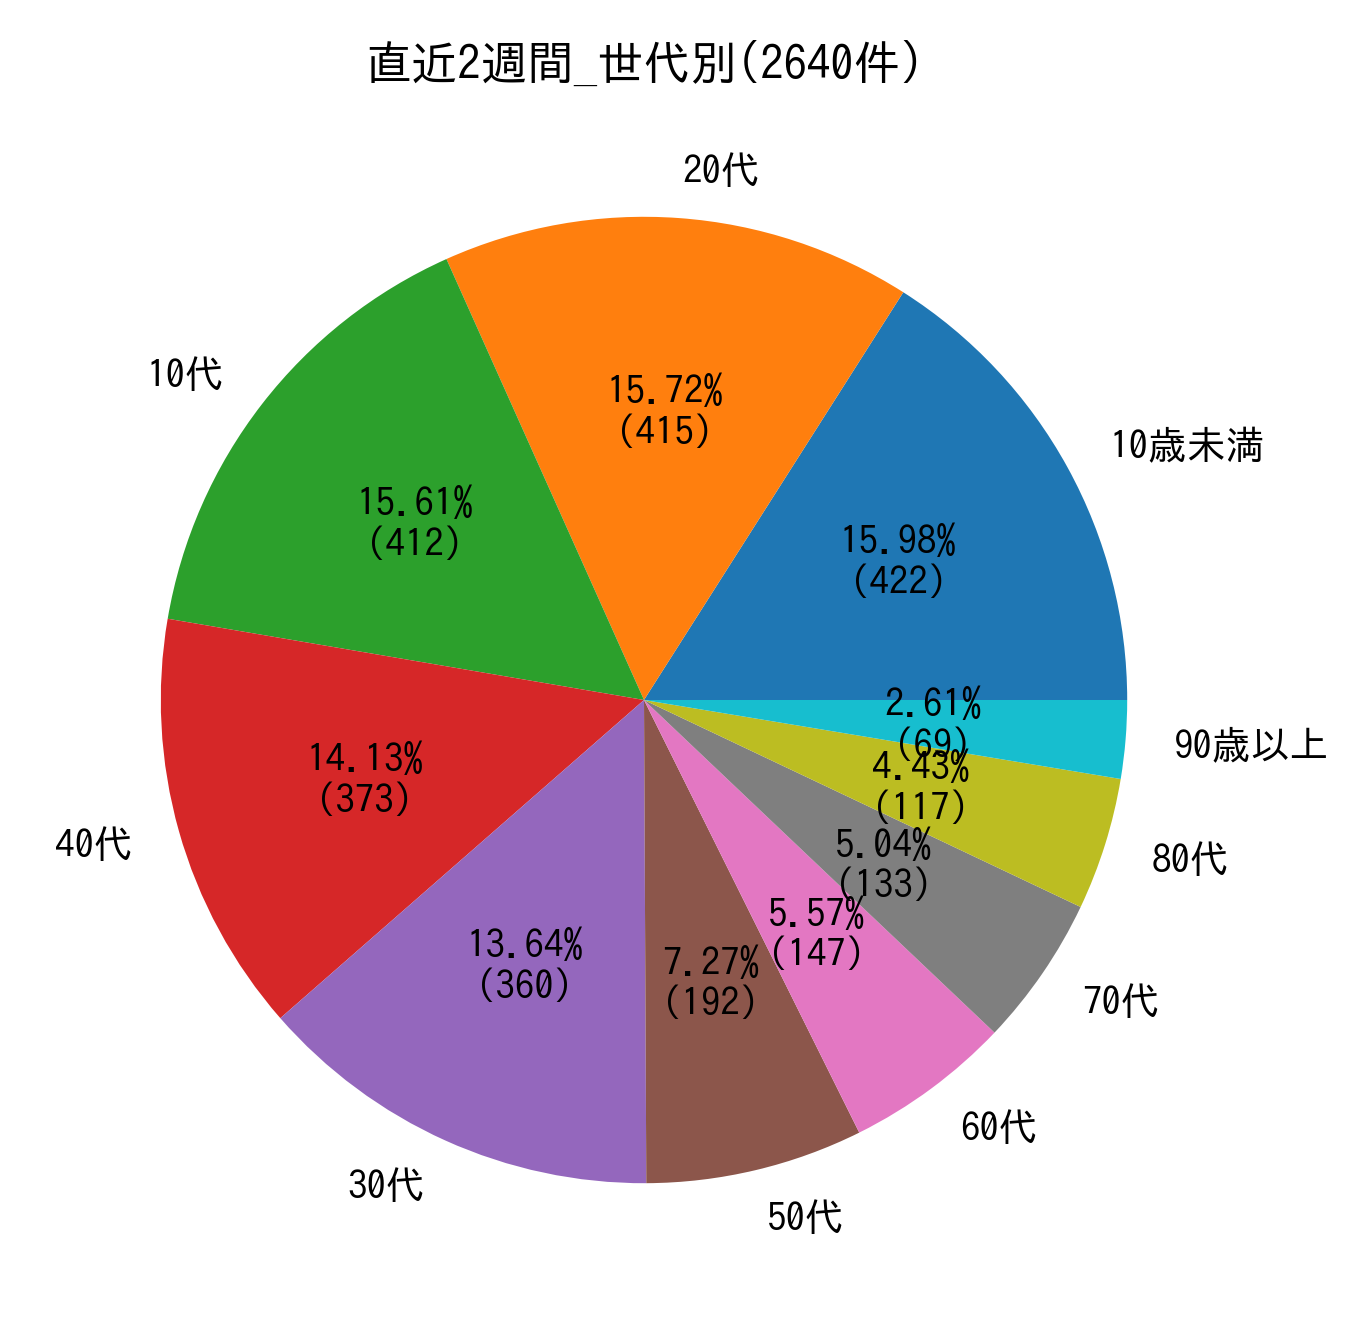 直近2週間_世代別(2640件)
20代
10代
10歳未満
15.72%
(415)
15.61%
(412)
15.98%
(422)
2.61%
(69)
90歳以上
4.43%
(117)
14.13%
(373)
40代
5.04%
(133)
80代
5.57%
(147)
13.64%
(360)
7.27%
(192)
70代
60代
30代
50代